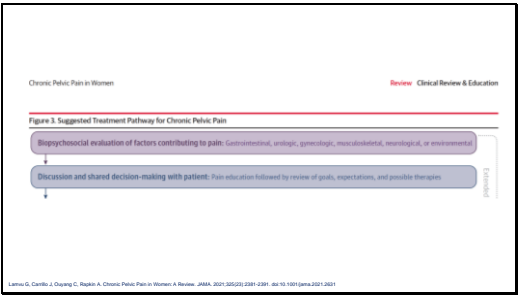 Chronic Pelvic Pain in Women
Review Clinical Review & Education
Figure 3. Suggested Treatment Pathway for Chronic Pelvic Pain
Biopsychosocial evaluation of factors contributing to pain: Gastrointestinal, urologic, gynecologic, musculoskeletal, neurological, or environmental
Discussion and shared decision-making with patient: Pain education followed by review of goals, expectations, and possible therapies
Extended
Lamvu G, Carrillo J, Ouyang C, Rapkin A. Chronic Pelvic Pain in Women: A Review. JAMA. 2021;325(23):2381-2391. doi:10.1001/jama.2021.2631